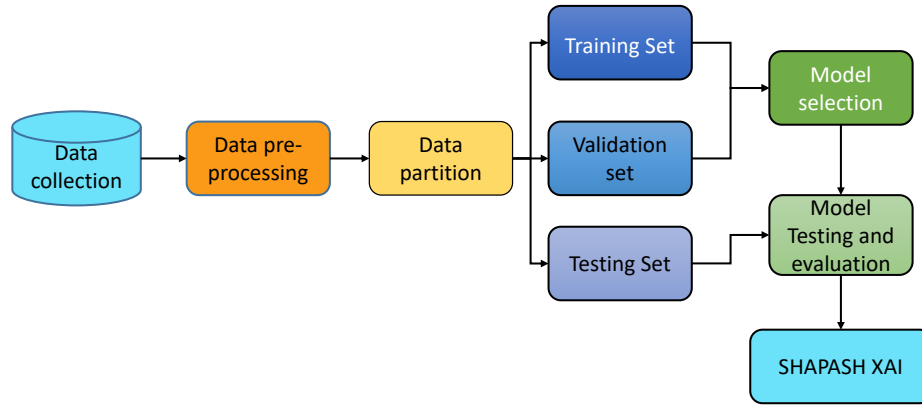 Data
collection
Data pre-
processing
Data
partition
Training Set
Validation
set
Testing Set
Model
selection
Model
Testing and
evaluation
SHAPASH XAI